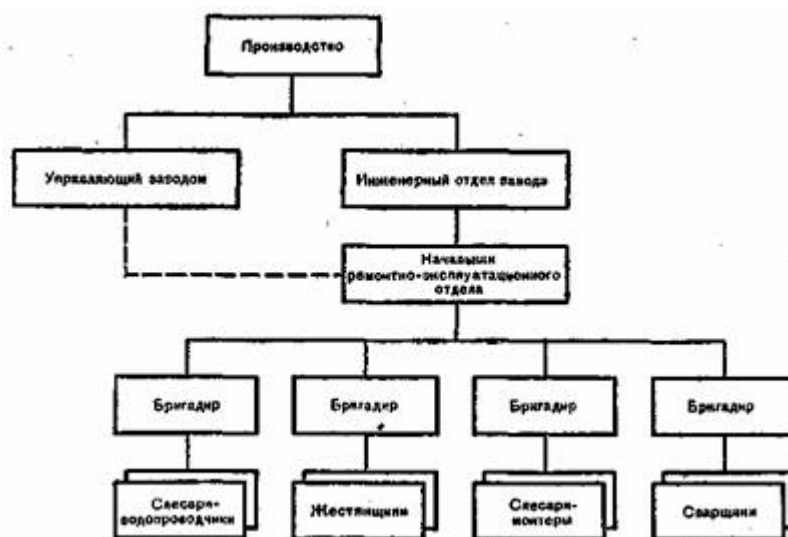 Производство
Управляющий заводом
Инженерный отдел завода
Начальник
ремонтно-эксплуатационного
отдела
Бригадир
Бригадир
Бригадир
Бригадир
Слесари-
водопроводчики
Жестянщики
Слесари-
монтеры
Сварщики